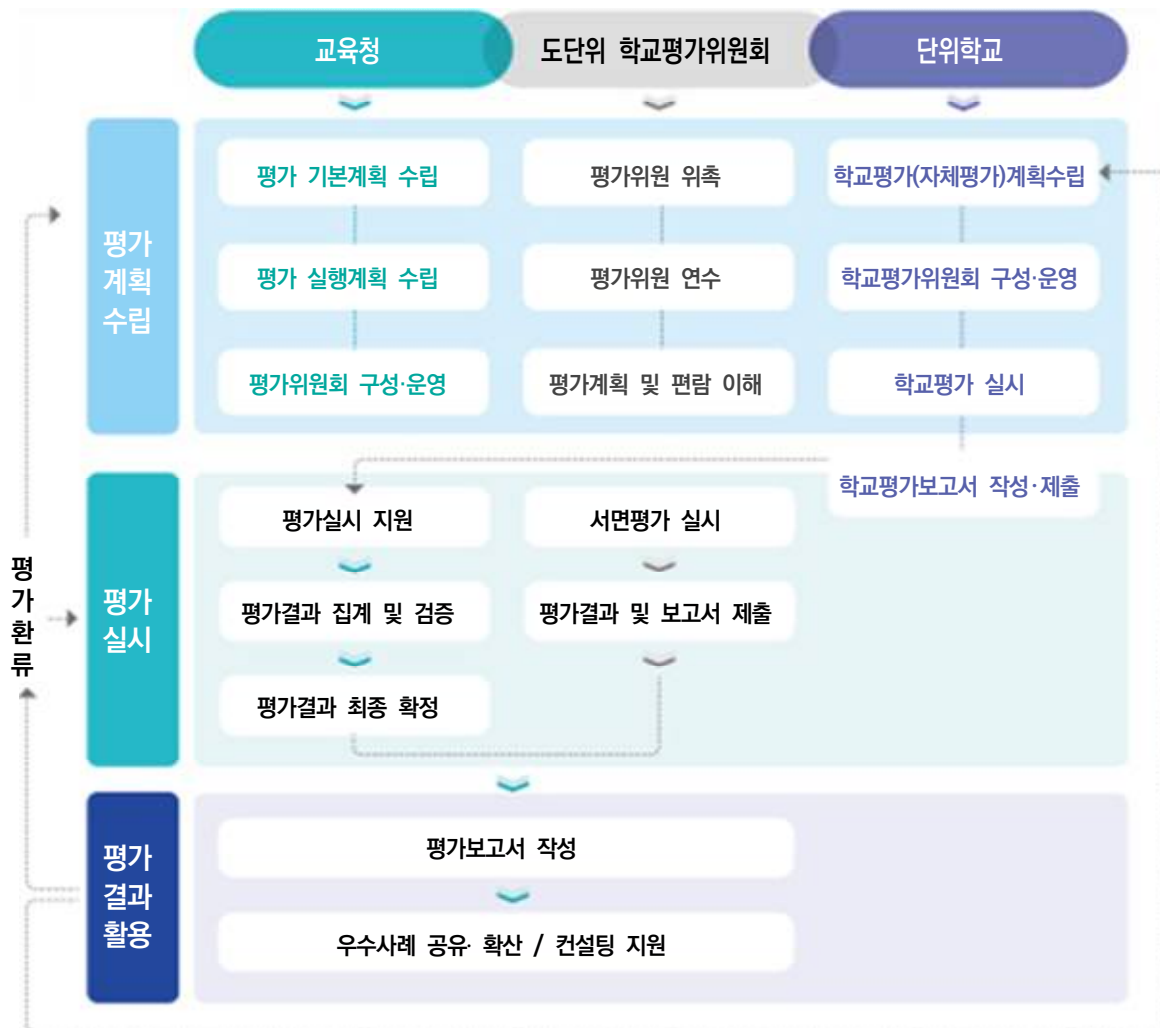 교육청 도단위 학교평가위원회 단위학교
평가
계획
수립
평가 기본계획 수립 평가위원 위촉 학교평가(자체평가)계획수립
평가 실행계획 수립 평가위원 연수 학교평가위원회 구성·운영
평가위원회 구성·운영 평가계획 및 편람 이해 학교평가 실시
학교평가보고서 작성·제출
평
가
환
류
평가
실시
평가실시 지원 서면평가 실시
평가결과 집계 및 검증 평가결과 및 보고서 제출
평가결과 최종 확정
평가
결과
활용
평가보고서 작성
우수사례 공유· 확산 / 컨설팅 지원